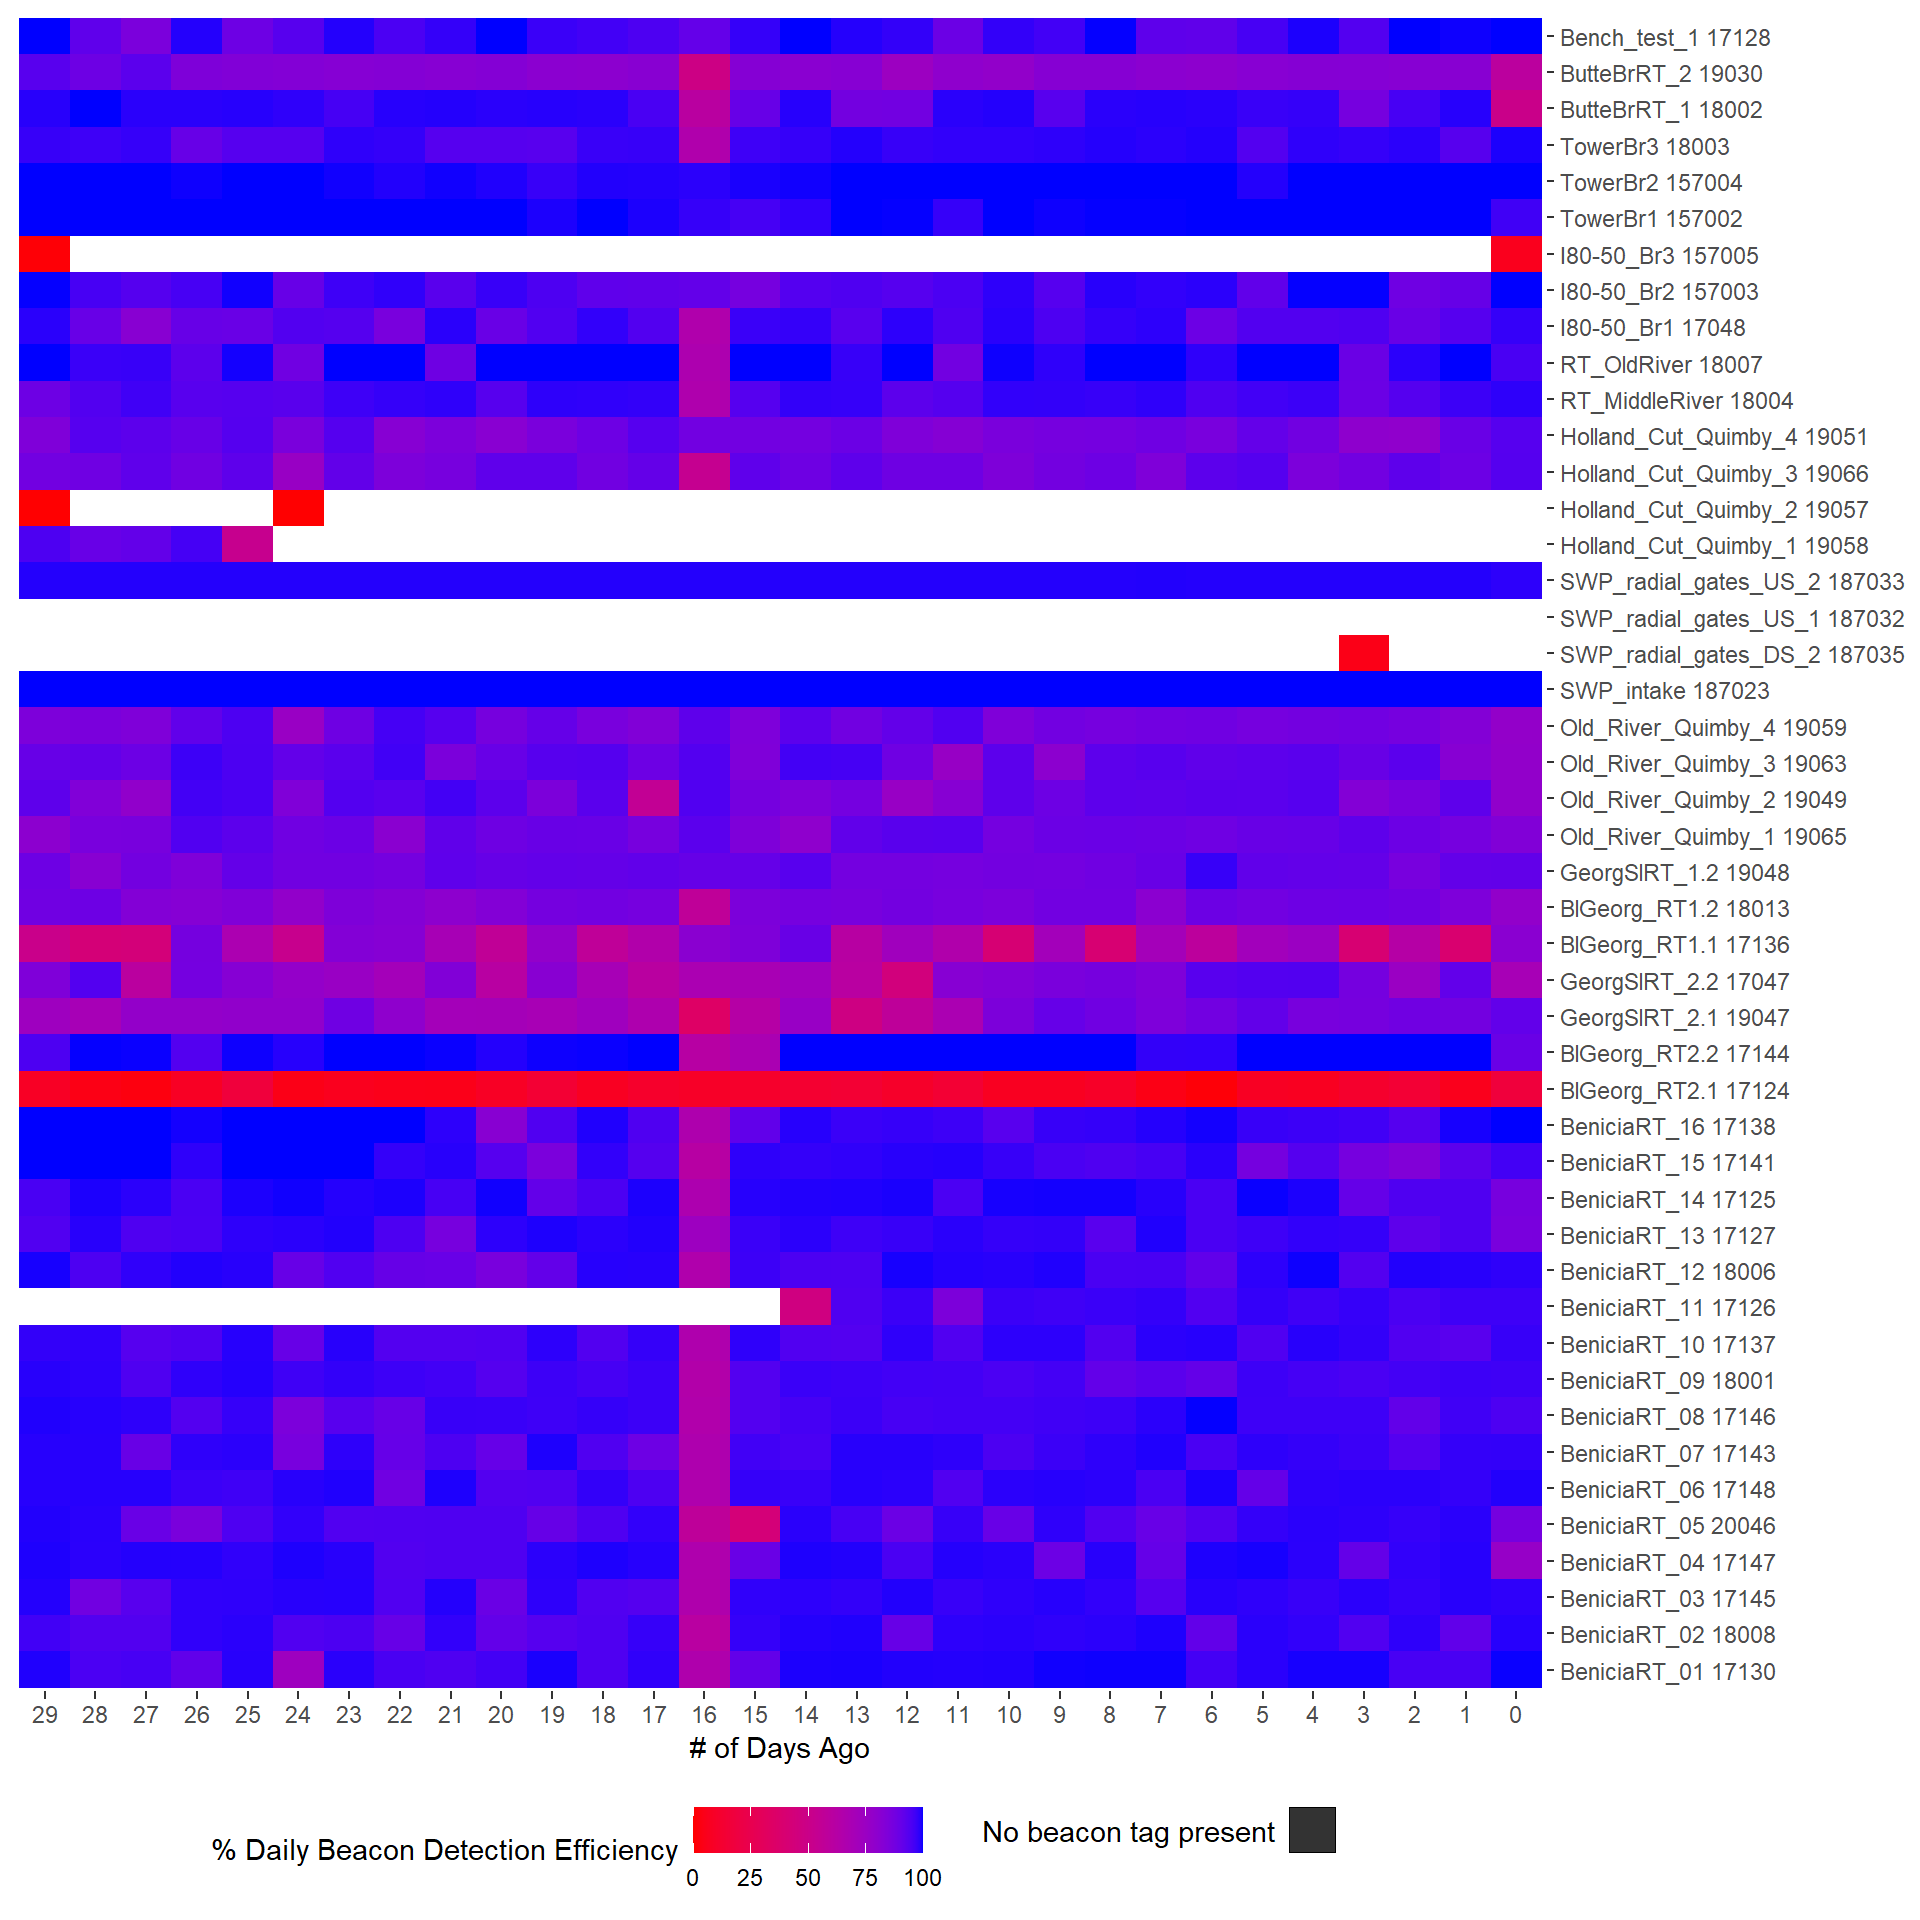 Bench_test_1 17128
ButteBrRT_2 19030
ButteBrRT_1 18002
TowerBr3 18003
TowerBr2 157004
TowerBr1 157002
I80-50_Br3 157005
I80-50_Br2 157003
I80-50_Br1 17048
RT_OldRiver 18007
RT_MiddleRiver 18004
Holland_Cut_Quimby_4 19051
Holland_Cut_Quimby_3 19066
Holland_Cut_Quimby_2 19057
Holland_Cut_Quimby_1 19058
SWP_radial_gates_US_2 187033
SWP_radial_gates_US_1 187032
SWP_radial_gates_DS_2 187035
SWP_intake 187023
Old_River_Quimby_4 19059
Old_River_Quimby_3 19063
Old_River_Quimby_2 19049
Old_River_Quimby_1 19065
GeorgSlRT_1.2 19048
BlGeorg_RT1.2 18013
BlGeorg_RT1.1 17136
GeorgSlRT_2.2 17047
GeorgSlRT_2.1 19047
BlGeorg_RT2.2 17144
BlGeorg_RT2.1 17124
BeniciaRT_16 17138
BeniciaRT_15 17141
BeniciaRT_14 17125
BeniciaRT_13 17127
BeniciaRT_12 18006
BeniciaRT_11 17126
BeniciaRT_10 17137
BeniciaRT_09 18001
BeniciaRT_08 17146
BeniciaRT_07 17143
BeniciaRT_06 17148
BeniciaRT_05 20046
BeniciaRT_04 17147
BeniciaRT_03 17145
BeniciaRT_02 18008
BeniciaRT_01 17130
29 28 27 26 25 24 23 22 21 20 19 18 17 16 15 14 13 12 11 10 9 8 7 6 5 4 3 2 1 0
# of Days Ago
% Daily Beacon Detection Efficiency
0 25 50 75 100
No beacon tag present